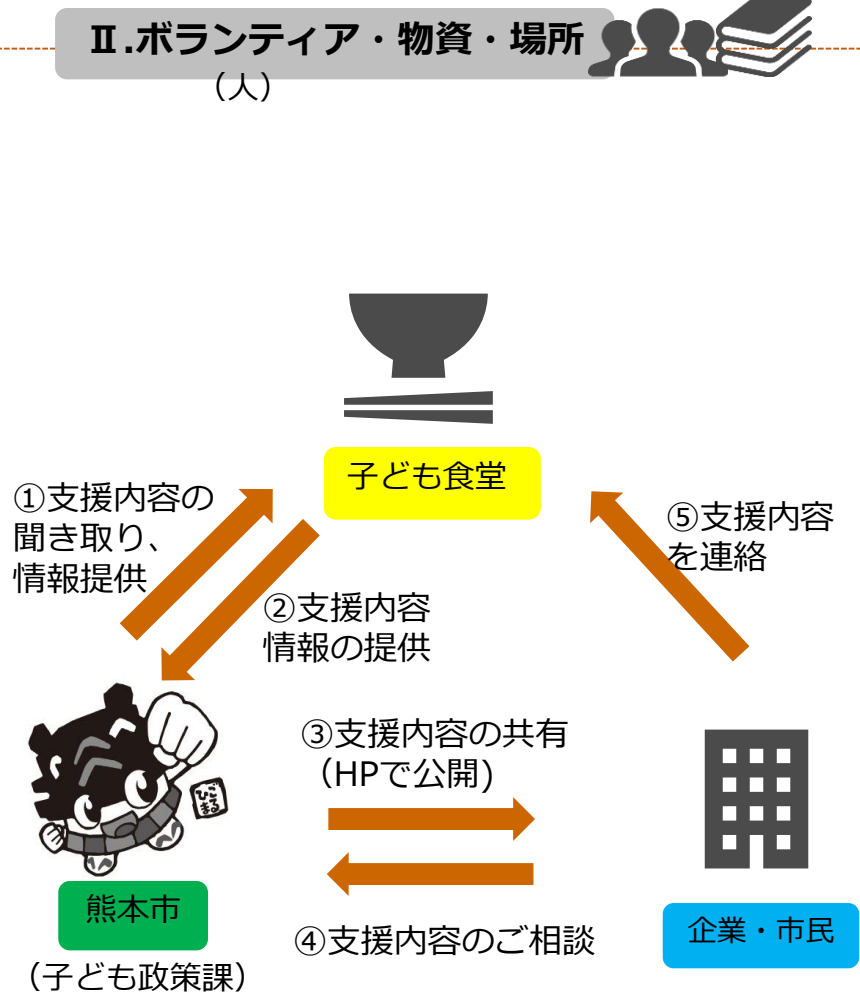 Ⅱ.ボランティア・物資・場所
（人）
子ども食堂
①支援内容の
聞き取り、
情報提供
②支援内容
情報の提供
⑤支援内容
を連絡
③支援内容の共有
（HPで公開)
ひごまる
熊本市
（子ども政策課）
④支援内容のご相談
企業・市民